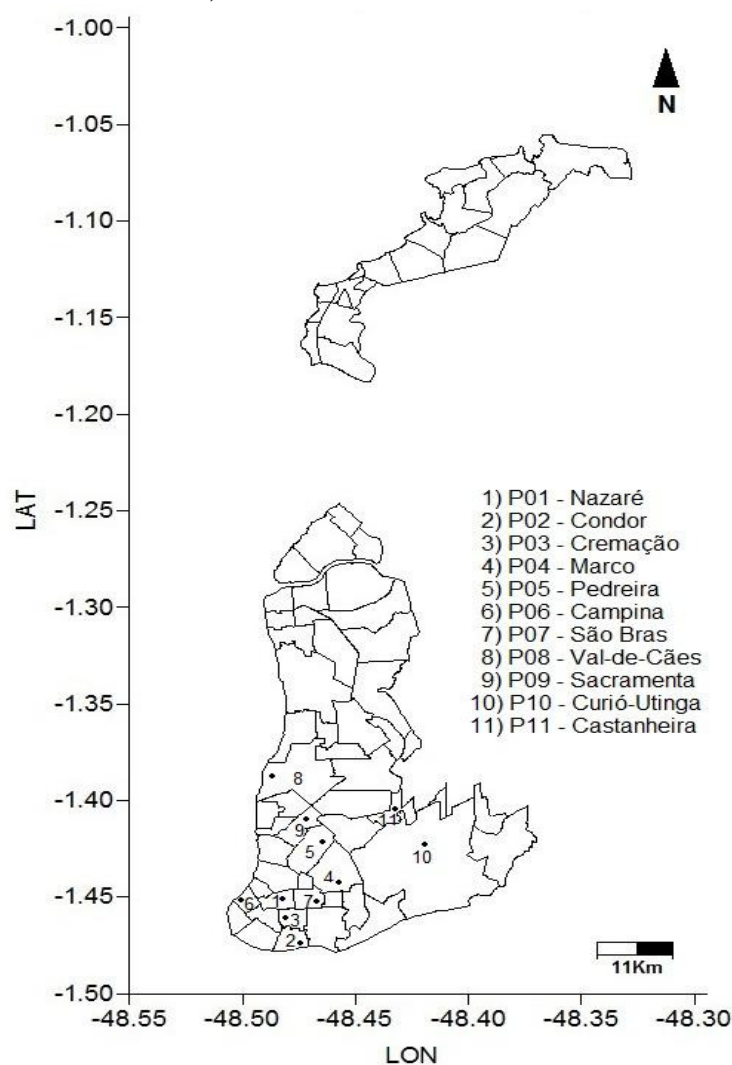 -1.00
N
-1.05
-1.10
-1.15
-1.20
LAT
-1.25
1) P01 - Nazaré
2) P02 - Condor
3) P03 - Cremação
4) P04 - Marco
5) P05 - Pedreira
6) P06 - Campina
7) P07 - São Bras
8) P08 - Val-de-Cães
9) P09 - Sacramenta
10) P10 - Curió-Utinga
11) P11 - Castanheira
-1.30
-1.35
8
-1.40
11
9
5
10
4
-1.45
6
1
7
3
2
11Km
-1.50
-48.55
-48.50
-48.45
-48.40
-48.35
-48.30
LON